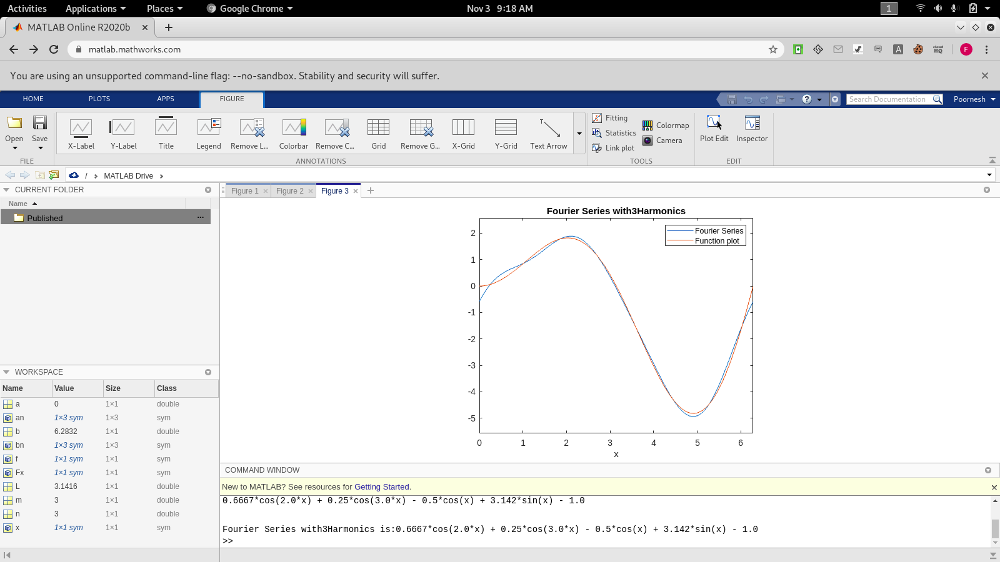 Activities Applications Places Google Chrome Nov 3 9:18 AM 1
MATLAB Online R2020b
matlab.mathworks.com A cloud HQ F
You are using an unsupported command-line flag: --no-sandbox. Stability and security will suffer.
HOME PLOTS APPS FIGURE ? Search Documentation Poornesh
Open Save X-Label Y-Label Title Legend Remove L... Colorbar Remove C... Grid Remove G... X-Grid Y-Grid Text Arrow
Fitting
Statistics
Link plot
Colormap
Camera
Plot Edit Inspector
FILE ANNOTATIONS TOOLS EDIT
/ MATLAB Drive
CURRENT FOLDER
Name
Published ...
WORKSPACE
Name Value Size Class
a 0 1×1 double
an 1×3 sym 1×3 sym
b 6.2832 1×1 double
bn 1×3 sym 1×3 sym
f 1×1 sym 1×1 sym
Fx 1×1 sym 1×1 sym
L 3.1416 1×1 double
m 3 1×1 double
n 3 1×1 double
x 1×1 sym 1×1 sym
Figure 1 Figure 2 Figure 3
Fourier Series with3Harmonics
Fourier Series
Function plot
2
1
0
-1
-2
-3
-4
-5
0 1 2 3 4 5 6
x
COMMAND WINDOW
New to MATLAB? See resources for Getting Started.
0.6667*cos(2.0*x) + 0.25*cos(3.0*x) - 0.5*cos(x) + 3.142*sin(x) - 1.0
Fourier Series with3Harmonics is:0.6667*cos(2.0*x) + 0.25*cos(3.0*x) - 0.5*cos(x) + 3.142*sin(x) - 1.0
>>